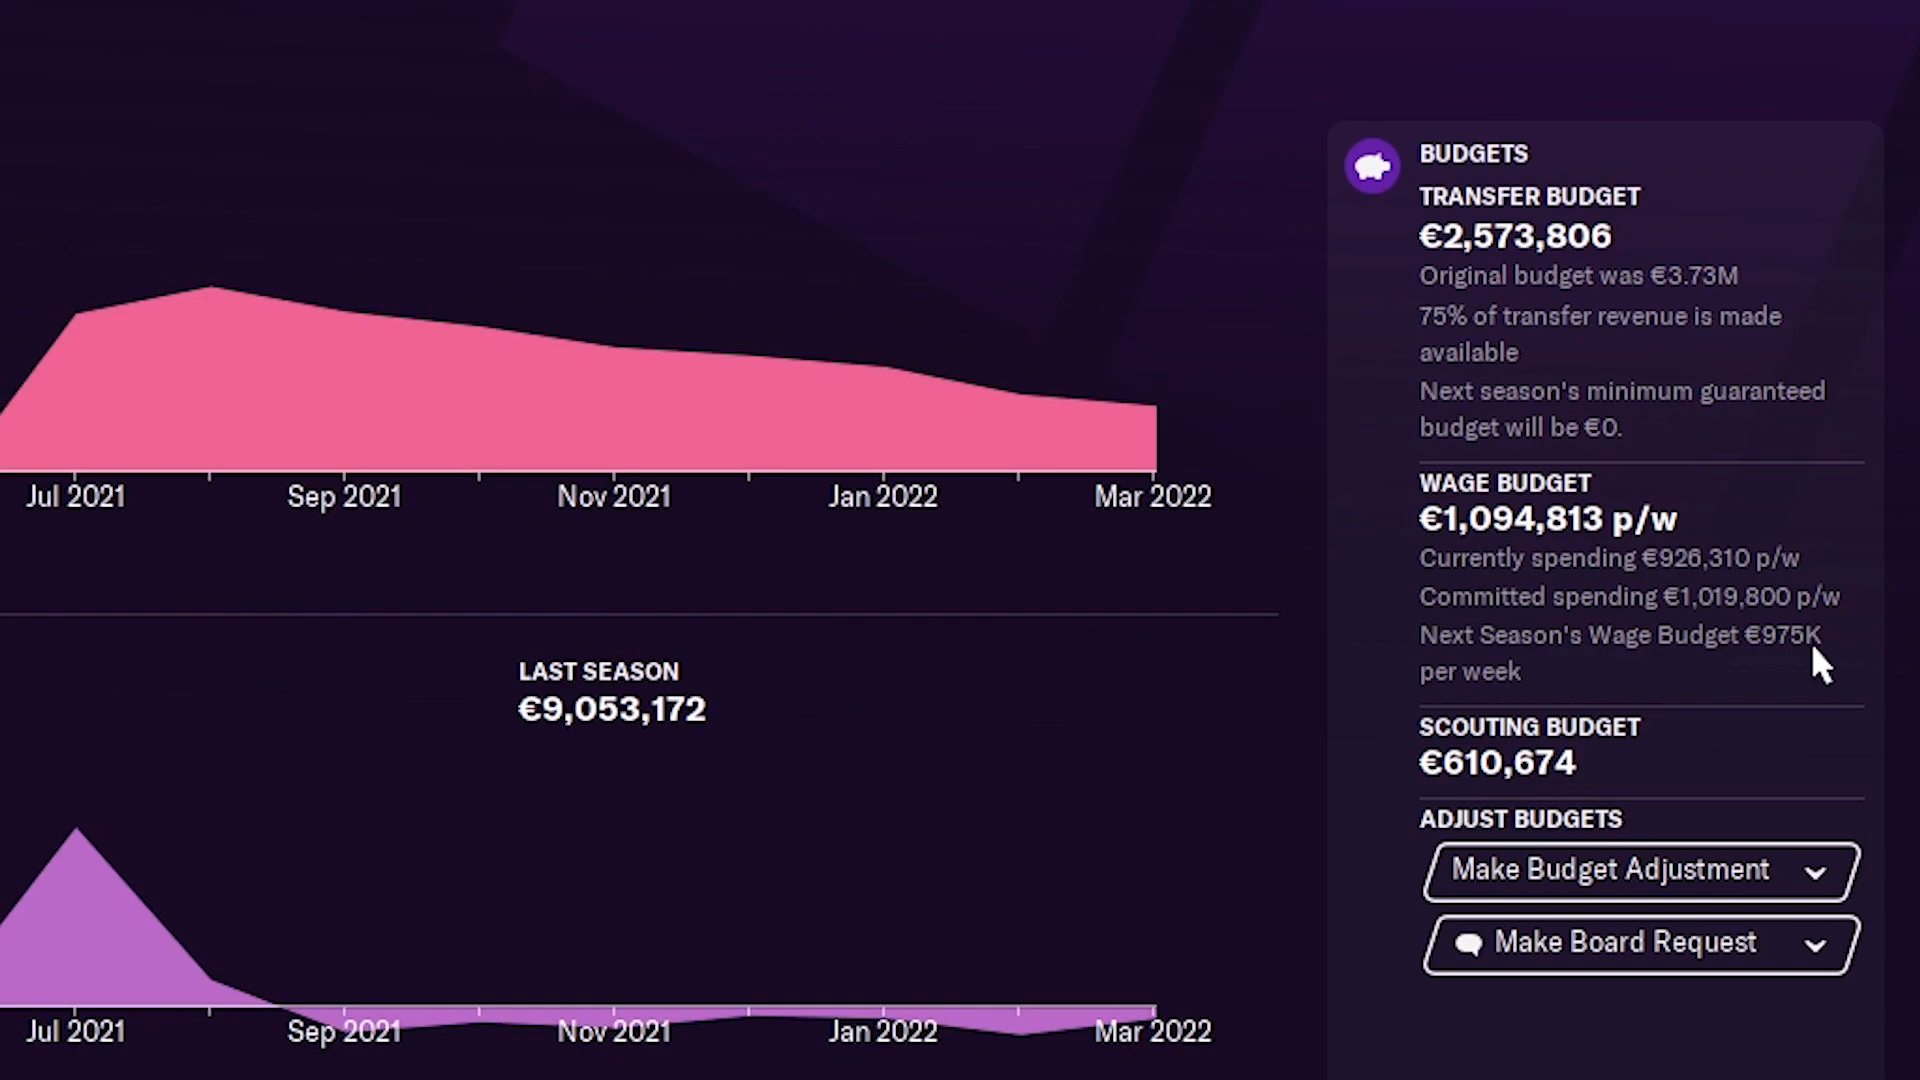 Jul 2021
Sep 2021
Nov 2021
Jan 2022
Mar 2022
LAST SEASON
€9,053,172
Jul 2021
Sep 2021
Nov 2021
Jan 2022
Mar 2022
BUDGETS
TRANSFER BUDGET
€2,573,806
Original budget was €3.73M
75% of transfer revenue is made
available
Next season's minimum guaranteed
budget will be €0.
WAGE BUDGET
€1,094,813 p/w
Currently spending €926,310 p/w
Committed spending €1,019,800 p/w
Next Season's Wage Budget €975K
per week
SCOUTING BUDGET
€610,674
ADJUST BUDGETS
Make Budget Adjustment
Make Board Request